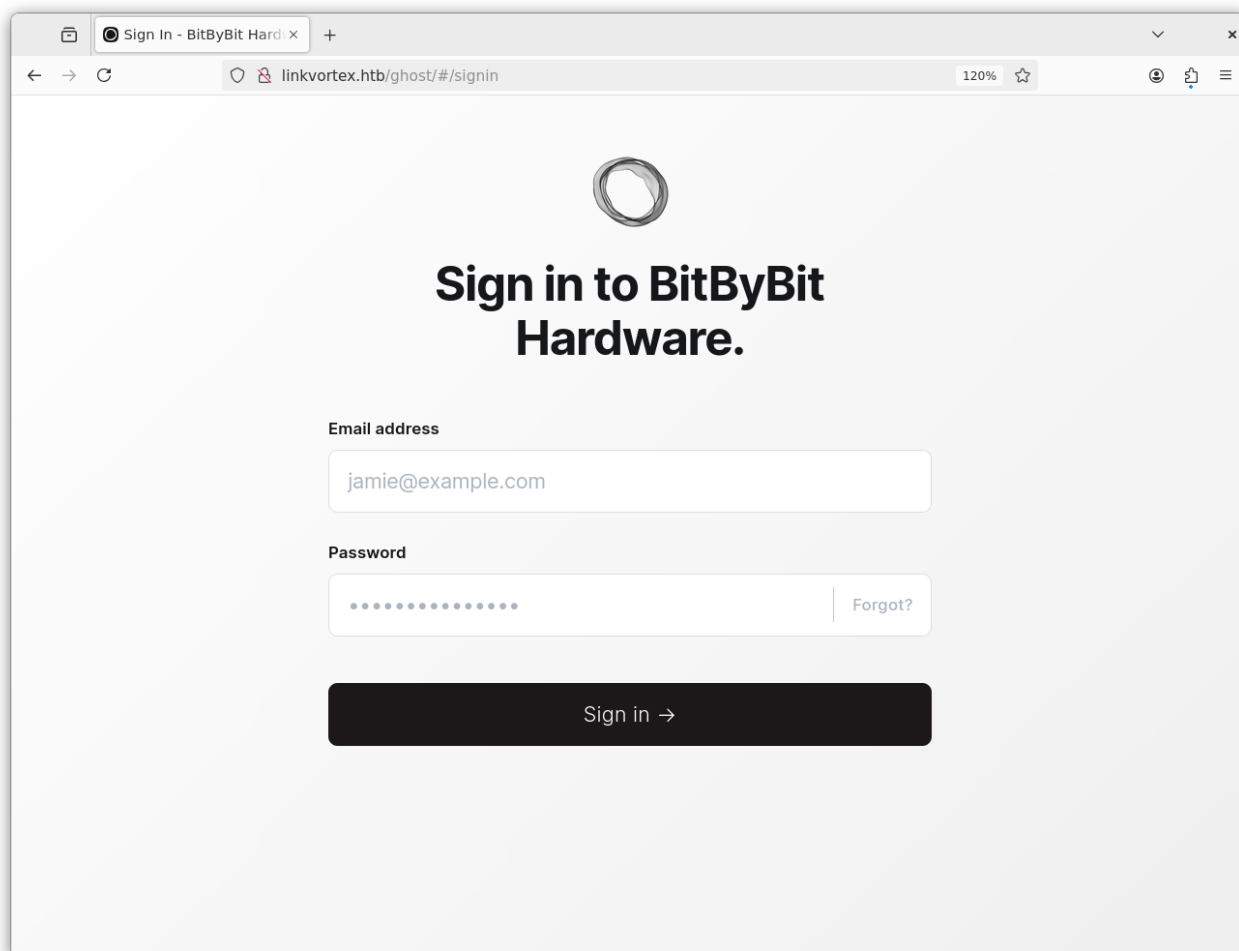 Sign In - BitByBit Hard
linkvortex.htb/ghost/#/signin
120%
Sign in to BitByBit
Hardware.
Email address
jamie@example.com
Password
●●●●●●●●●●●●●●●
Forgot?
Sign in →